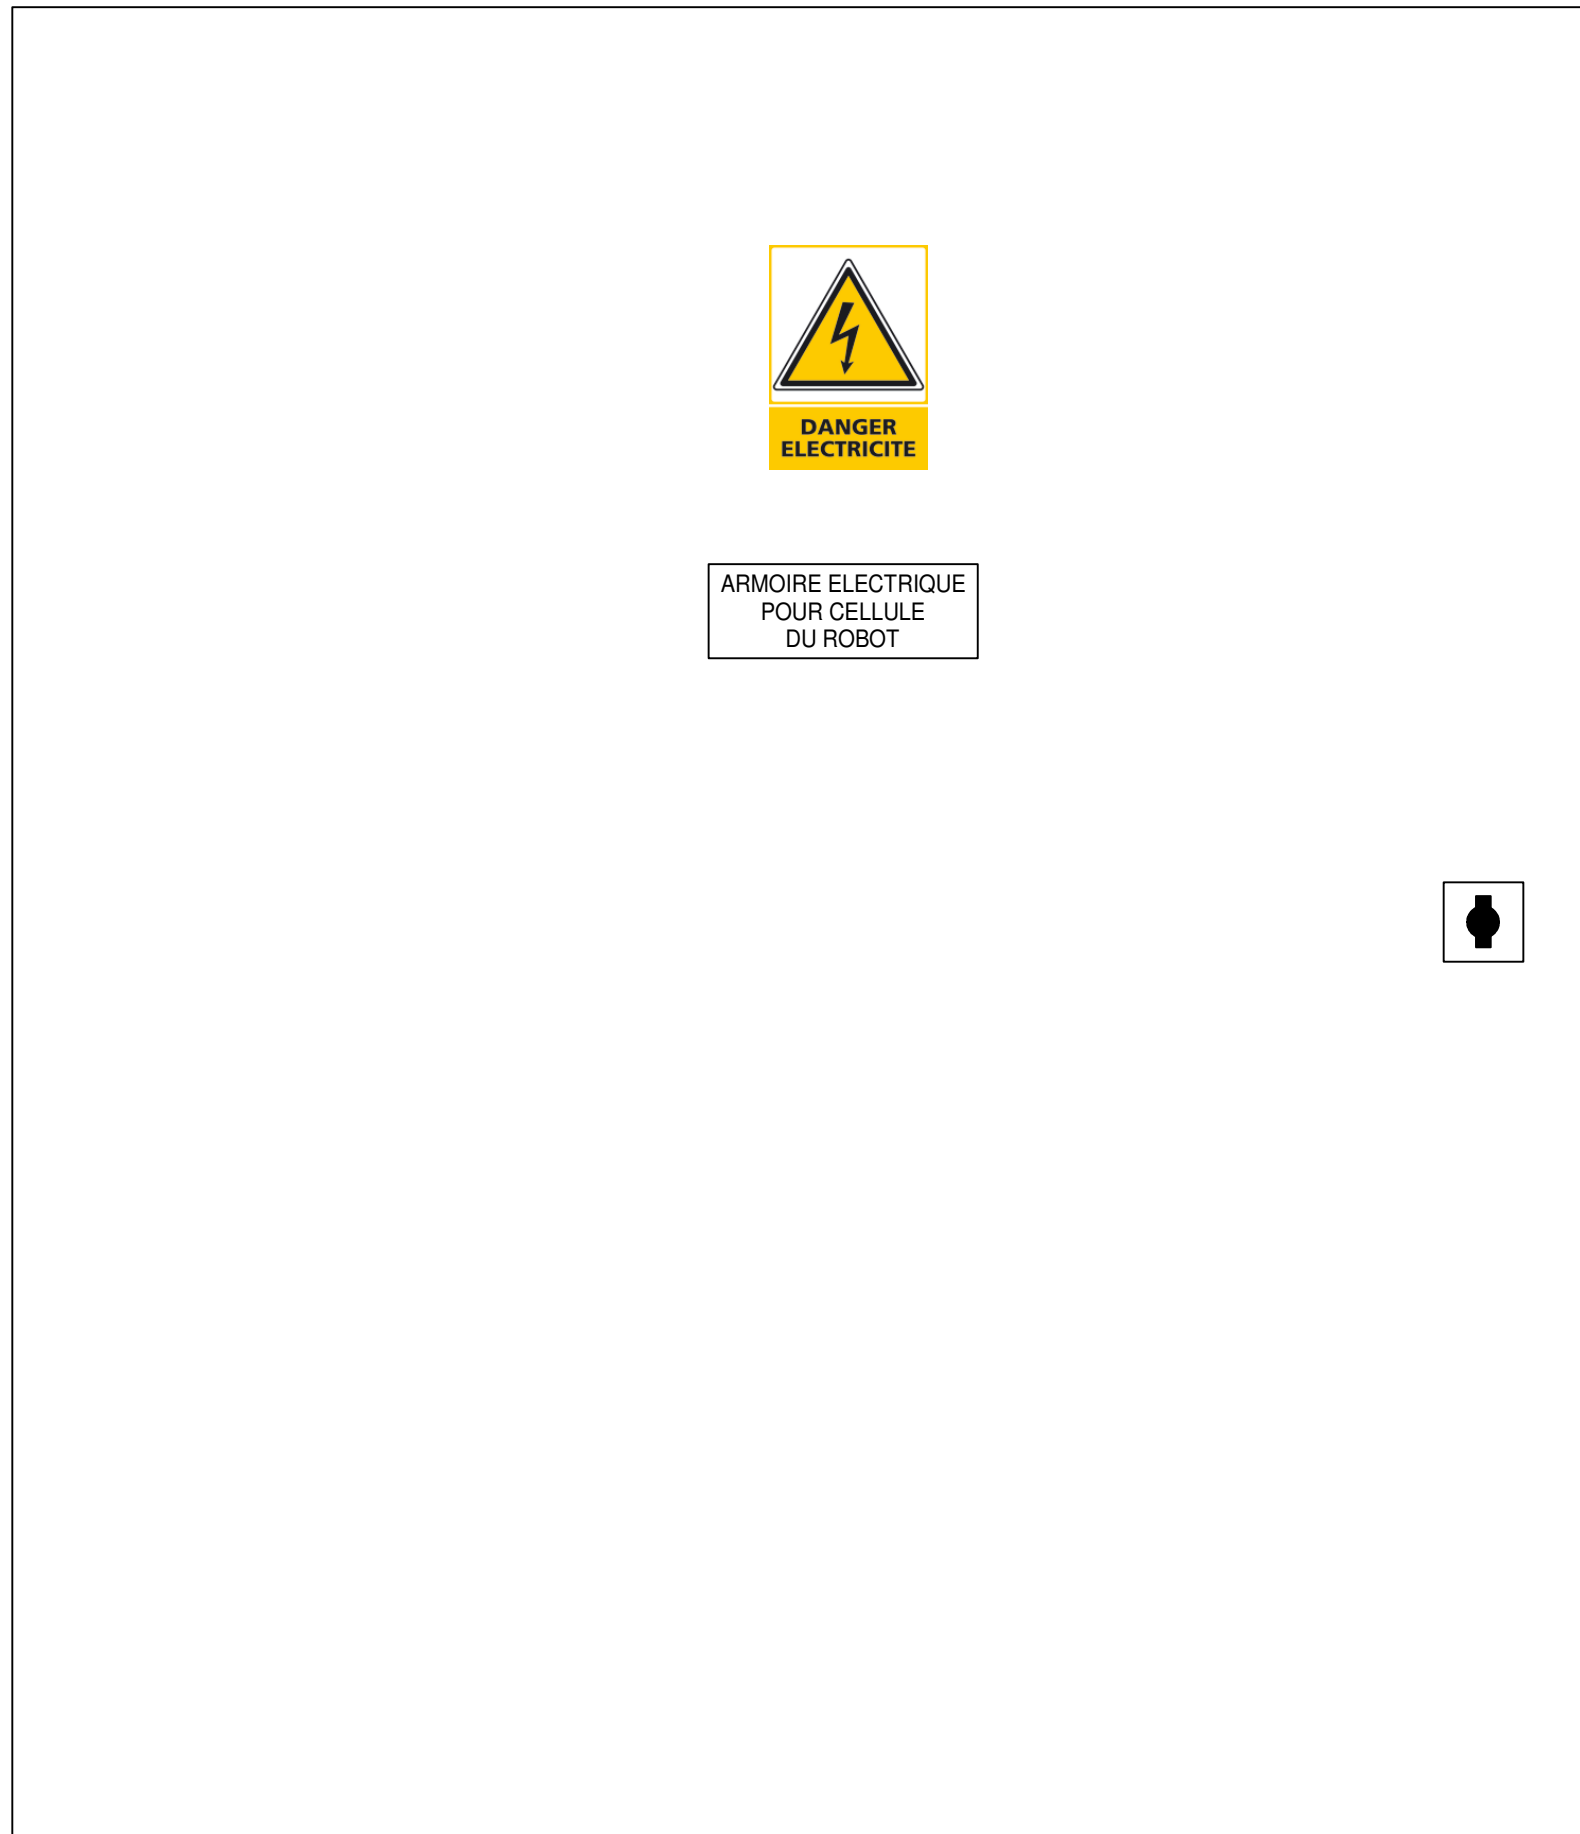 DANGER
ELECTRICITE
ARMOIRE ELECTRIQUE
POUR CELLULE
DU ROBOT